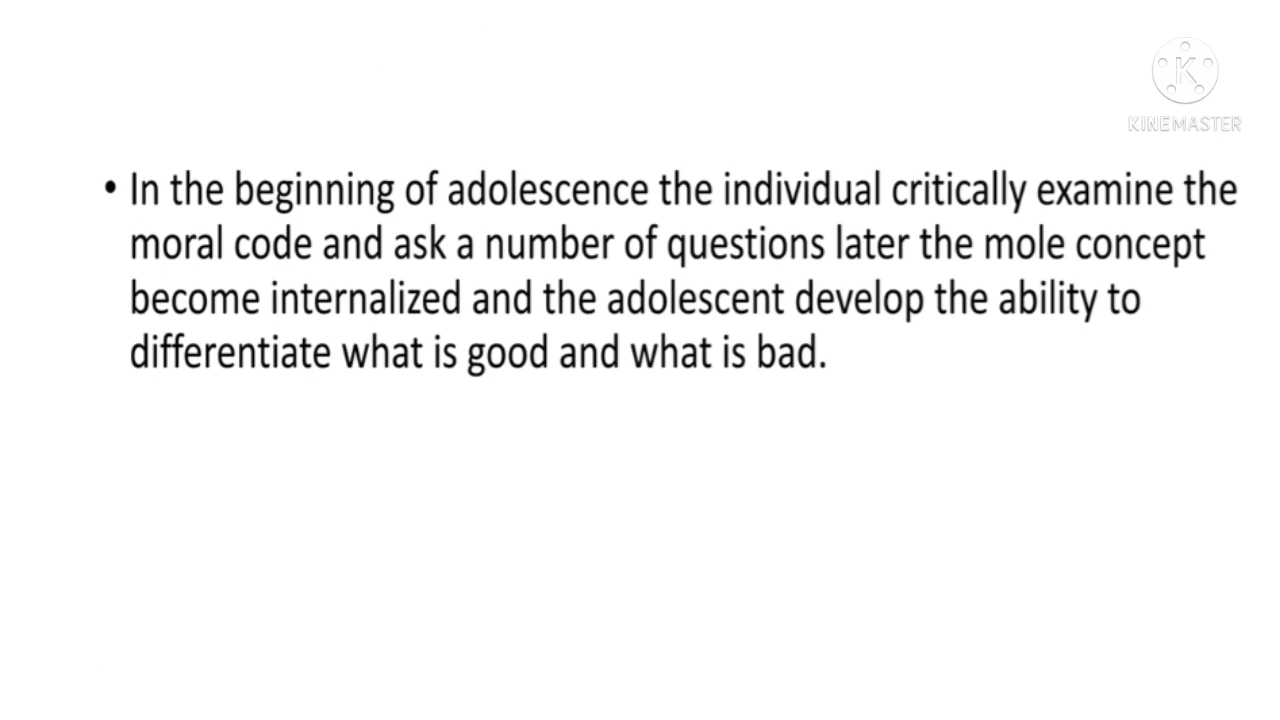 K
KINEMASTER
• In the beginning of adolescence the individual critically examine the
moral code and ask a number of questions later the mole concept
become internalized and the adolescent develop the ability to
differentiate what is good and what is bad.